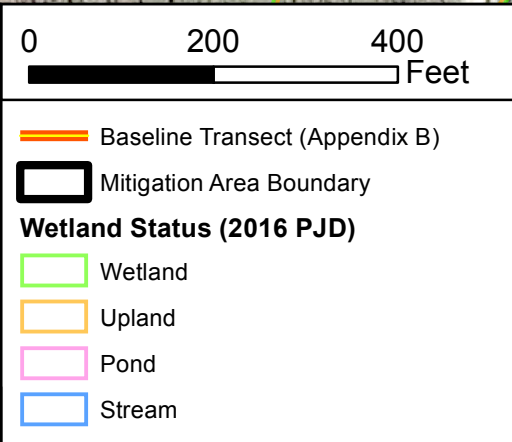 0 200 400
Feet
Baseline Transect (Appendix B)
Mitigation Area Boundary
Wetland Status (2016 PJD)
Wetland
Upland
Pond
Stream